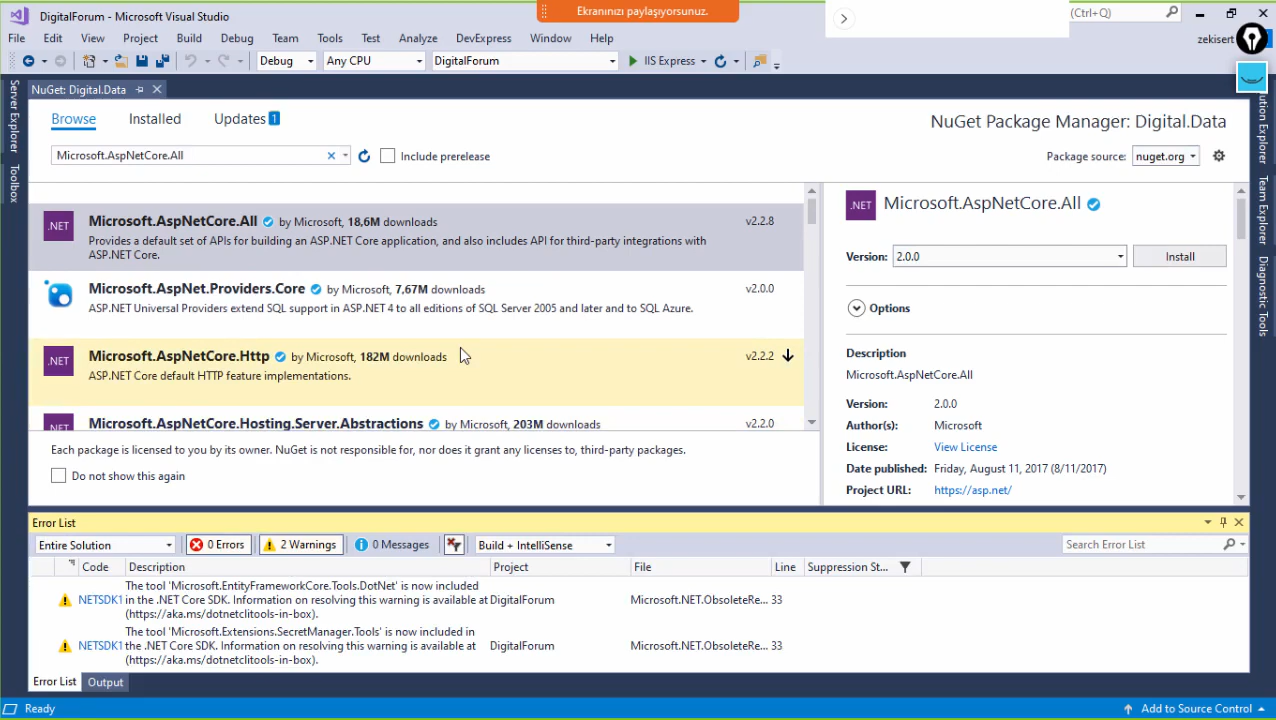 DigitalForum - Microsoft Visual Studio
Ekranınızı paylaşıyorsunuz.
(Ctrl+Q)
File Edit View Project Build Debug Team Tools Test Analyze DevExpress Window Help
zekisert
Debug Any CPU DigitalForum IIS Express
Server Explorer
Toolbox
Team Explorer
Diagnostic Tools
NuGet: Digital.Data
Browse Installed Updates 1
NuGet Package Manager: Digital.Data
Microsoft.AspNetCore.All
Include prerelease
Package source: nuget.org
.NET
Microsoft.AspNetCore.All by Microsoft, 18,6M downloads
v2.2.8
Provides a default set of APIs for building an ASP.NET Core application, and also includes API for third-party integrations with
ASP.NET Core.
Microsoft.AspNet.Providers.Core by Microsoft, 7,67M downloads
v2.0.0
ASP.NET Universal Providers extend SQL support in ASP.NET 4 to all editions of SQL Server 2005 and later and to SQL Azure.
.NET
Microsoft.AspNetCore.Http by Microsoft, 182M downloads
v2.2.2
ASP.NET Core default HTTP feature implementations.
.NET
Microsoft.AspNetCore.Hosting.Server.Abstractions by Microsoft, 203M downloads
v2.2.0
Each package is licensed to you by its owner. NuGet is not responsible for, nor does it grant any licenses to, third-party packages.
Do not show this again
.NET
Microsoft.AspNetCore.All
Version: 2.0.0
Install
Options
Description
Microsoft.AspNetCore.All
Version: 2.0.0
Author(s): Microsoft
License: View License
Date published: Friday, August 11, 2017 (8/11/2017)
Project URL: https://asp.net/
Error List
Entire Solution 0 Errors 2 Warnings 0 Messages Build + IntelliSense Search Error List
Code Description Project File Line Suppression St...
The tool 'Microsoft.EntityFrameworkCore.Tools.DotNet' is now included
NETSDK1 in the .NET Core SDK. Information on resolving this warning is available at DigitalForum Microsoft.NET.ObsoleteRe... 33
(https://aka.ms/dotnetclitools-in-box).
The tool 'Microsoft.Extensions.SecretManager.Tools' is now included in
NETSDK1 the .NET Core SDK. Information on resolving this warning is available at DigitalForum Microsoft.NET.ObsoleteRe... 33
(https://aka.ms/dotnetclitools-in-box).
Error List Output
Ready
Add to Source Control